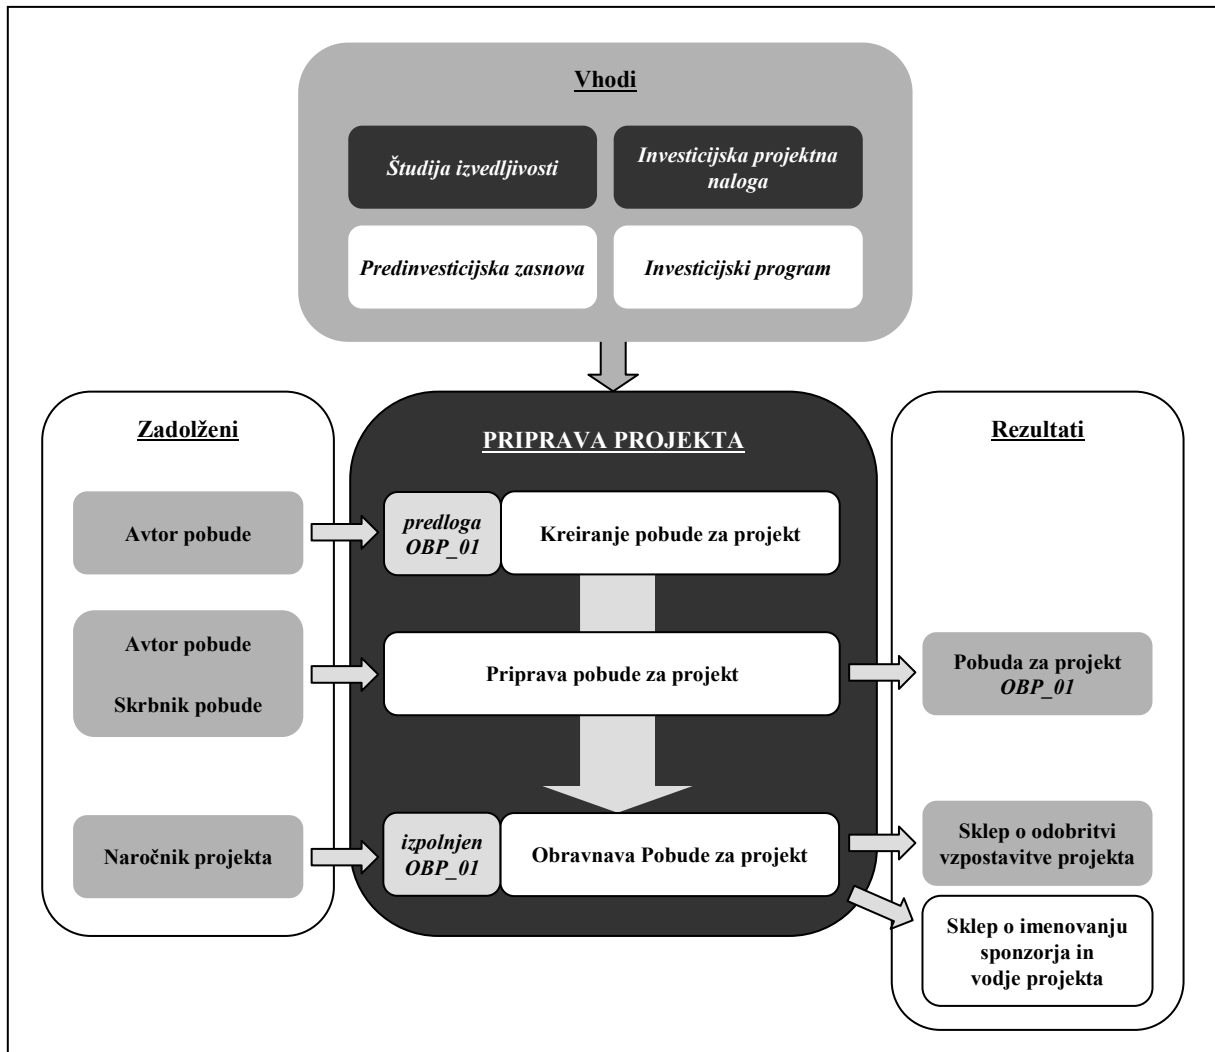 Vhodi
Študija izvedljivosti
Investicijska projektna
naloga
Predinvesticijska zasnova
Investicijski program
Zadolženi
Avtor pobude
Avtor pobude
Skrbnik pobude
Naročnik projekta
PRIPRAVA PROJEKTA
predloga
OBP_01
Kreiranje pobude za projekt
Priprava pobude za projekt
izpolnjen
OBP_01
Obravnava Pobude za projekt
Rezultati
Pobuda za projekt
OBP_01
Sklep o odobritvi
vzpostavitve projekta
Sklep o imenovanju
sponzorja in
vodje projekta